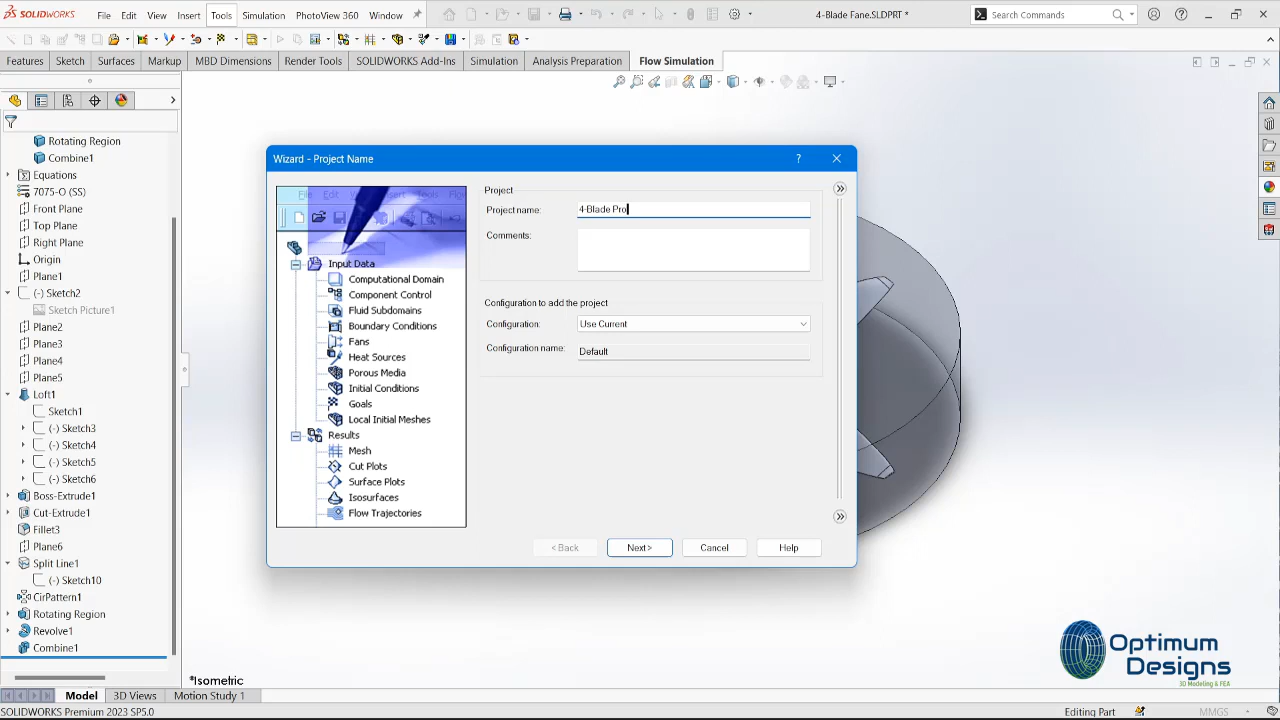 SOLIDWORKS File Edit View Insert Tools Simulation PhotoView 360 Window 4-Blade Fane.SLDPRT * Search Commands
Features Sketch Surfaces Markup MBD Dimensions Render Tools SOLIDWORKS Add-Ins Simulation Analysis Preparation Flow Simulation
Rotating Region
Combine1
Equations
7075-O (SS)
Front Plane
Top Plane
Right Plane
Origin
Plane1
(-) Sketch2
Sketch Picture1
Plane2
Plane3
Plane4
Plane5
Loft1
Sketch1
(-) Sketch3
(-) Sketch4
(-) Sketch5
(-) Sketch6
Boss-Extrude1
Cut-Extrude1
Fillet3
Plane6
Split Line1
(-) Sketch10
CirPattern1
Rotating Region
Revolve1
Combine1
Wizard - Project Name
?
Input Data
Computational Domain
Component Control
Fluid Subdomains
Boundary Conditions
Fans
Heat Sources
Porous Media
Initial Conditions
Goals
Local Initial Meshes
Results
Mesh
Cut Plots
Surface Plots
Isosurfaces
Flow Trajectories
Project
Project name: 4-Blade Pro
Comments:
Configuration to add the project
Configuration: Use Current
Configuration name: Default
< Back Next> Cancel Help
*Isometric
Optimum
Designs
3D Modeling & FEA
Model 3D Views Motion Study 1
SOLIDWORKS Premium 2023 SP5.0 Editing Part MMGS